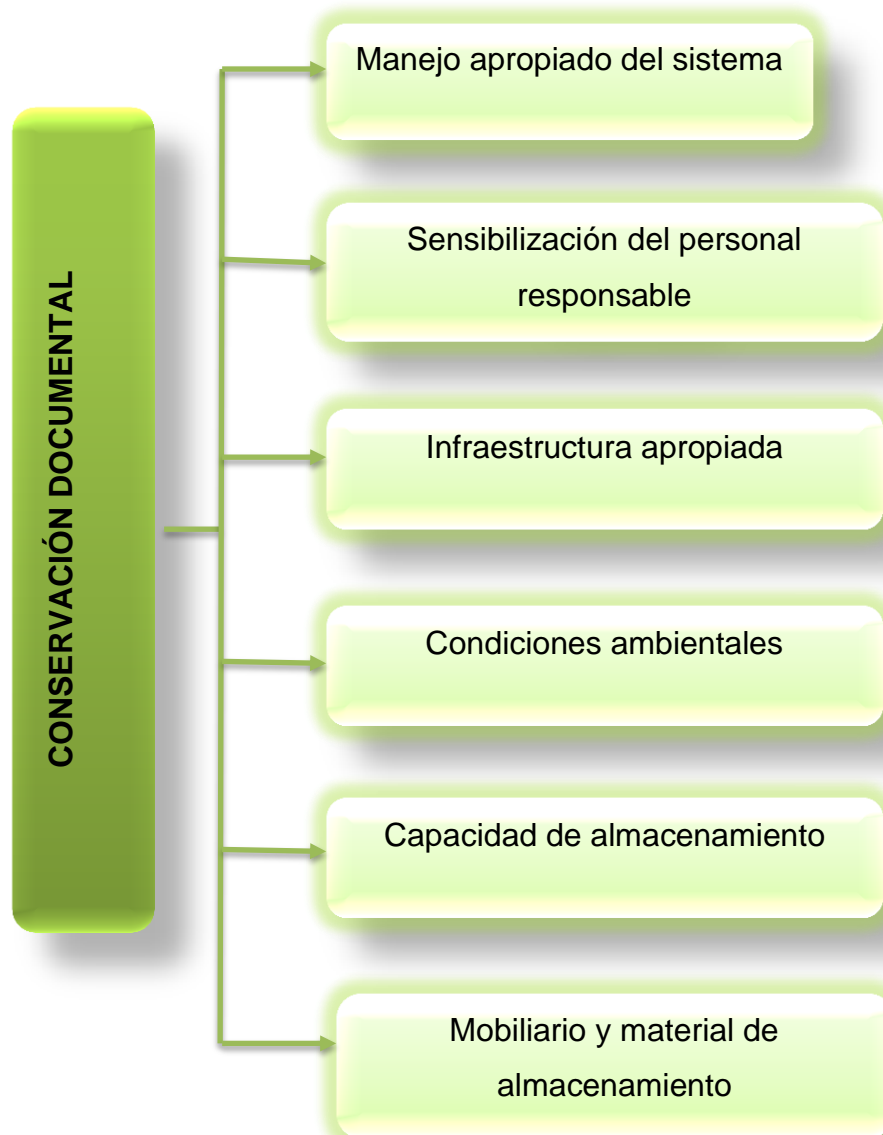 CONSERVACIÓN DOCUMENTAL
Manejo apropiado del sistema
Sensibilización del personal
responsable
Infraestructura apropiada
Condiciones ambientales
Capacidad de almacenamiento
Mobiliario y material de
almacenamiento